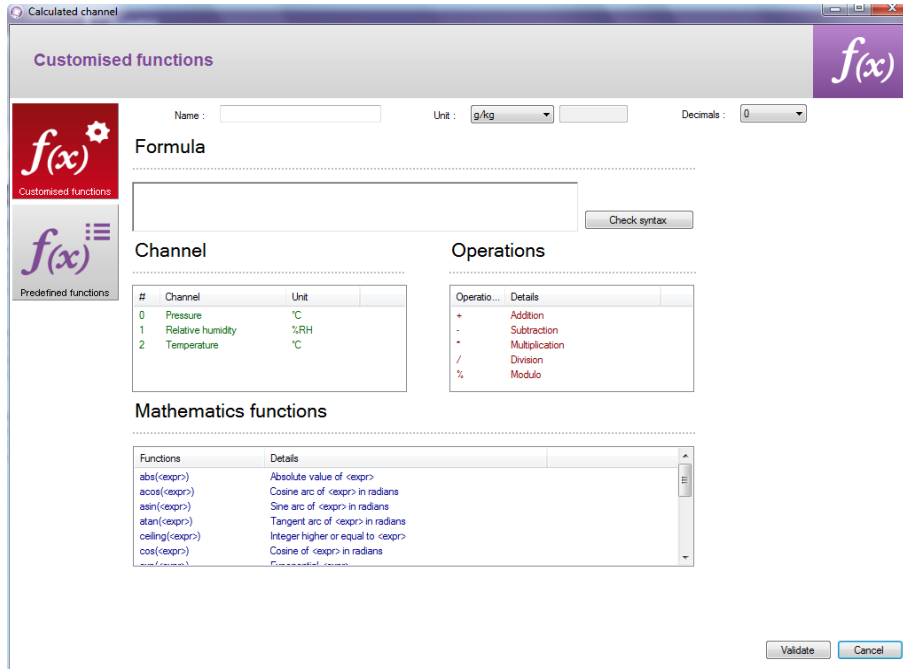 Calculated channel
Customised functions
f(x)
Name :
Unit : g/kg
Decimals : 0
f(x)
Customised functions
Formula
Check syntax
f(x)
Predefined functions
Channel
Operations
# Channel Unit
0 Pressure °C
1 Relative humidity %RH
2 Temperature °C
Operatio... Details
+ Addition
- Subtraction
* Multiplication
/ Division
% Modulo
Mathematics functions
Functions Details
abs(<expr>) Absolute value of <expr>
acos(<expr>) Cosine arc of <expr> in radians
asin(<expr>) Sine arc of <expr> in radians
atan(<expr>) Tangent arc of <expr> in radians
ceiling(<expr>) Integer higher or equal to <expr>
cos(<expr>) Cosine of <expr> in radians
Validate Cancel